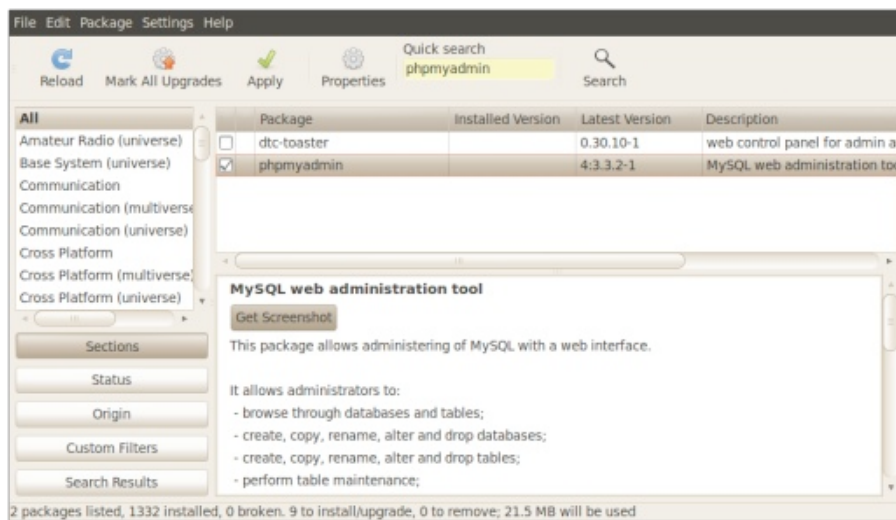 File Edit Package Settings Help
Reload
Mark All Upgrades
Apply
Properties
Quick search
phpmyadmin
Search
All
Amateur Radio (universe)
Base System (universe)
Communication
Communication (multiverse
Communication (universe)
Cross Platform
Cross Platform (multiverse)
Cross Platform (universe)
Sections
Status
Origin
Custom Filters
Search Results
Package Installed Version Latest Version Description
dtc-toaster 0.30.10-1 web control panel for admin a
phpmyadmin 4:3.3.2-1 MySQL web administration too
MySQL web administration tool
Get Screenshot
This package allows administering of MySQL with a web interface.
It allows administrators to:
- browse through databases and tables;
- create, copy, rename, alter and drop databases;
- create, copy, rename, alter and drop tables;
- perform table maintenance;
2 packages listed, 1332 installed, 0 broken. 9 to install/upgrade, 0 to remove; 21.5 MB will be used